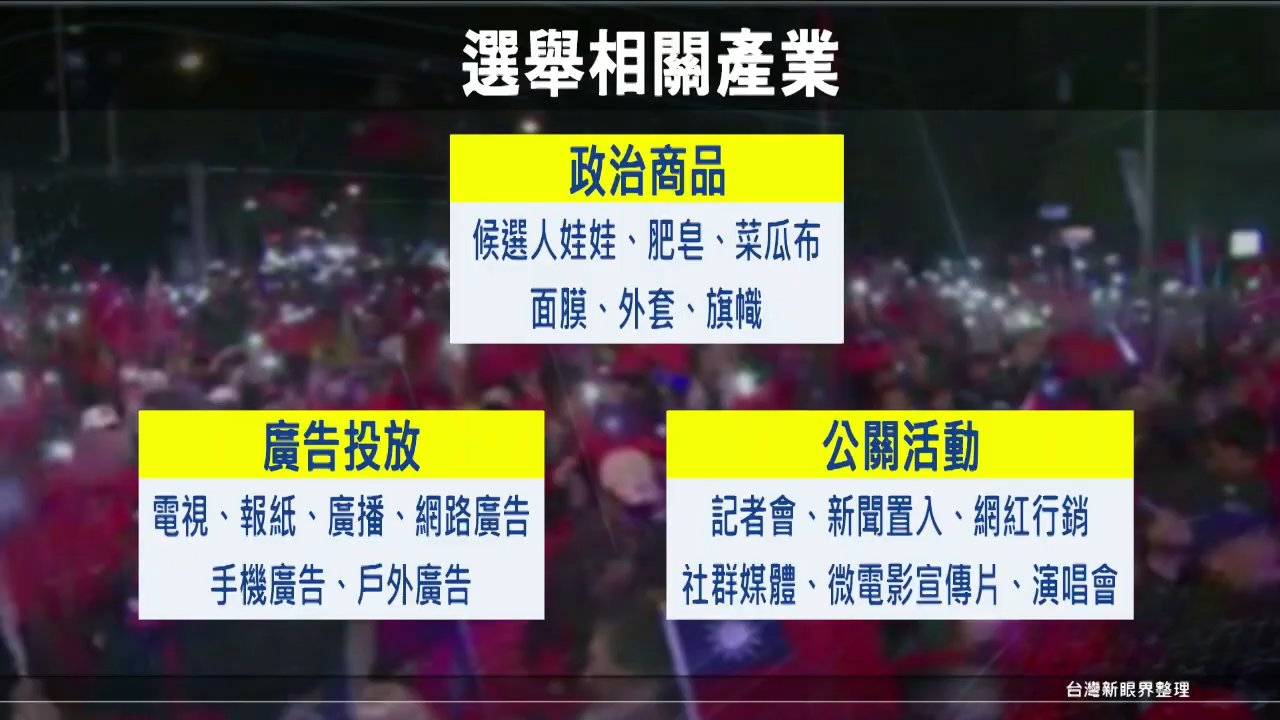 選舉相關產業
政治商品
候選人娃娃、肥皂、菜瓜布
面膜、外套、旗幟
廣告投放
電視、報紙、廣播、網路廣告
手機廣告、戶外廣告
公關活動
記者會、新聞置入、網紅行銷
社群媒體、微電影宣傳片、演唱會
台灣新眼界整理